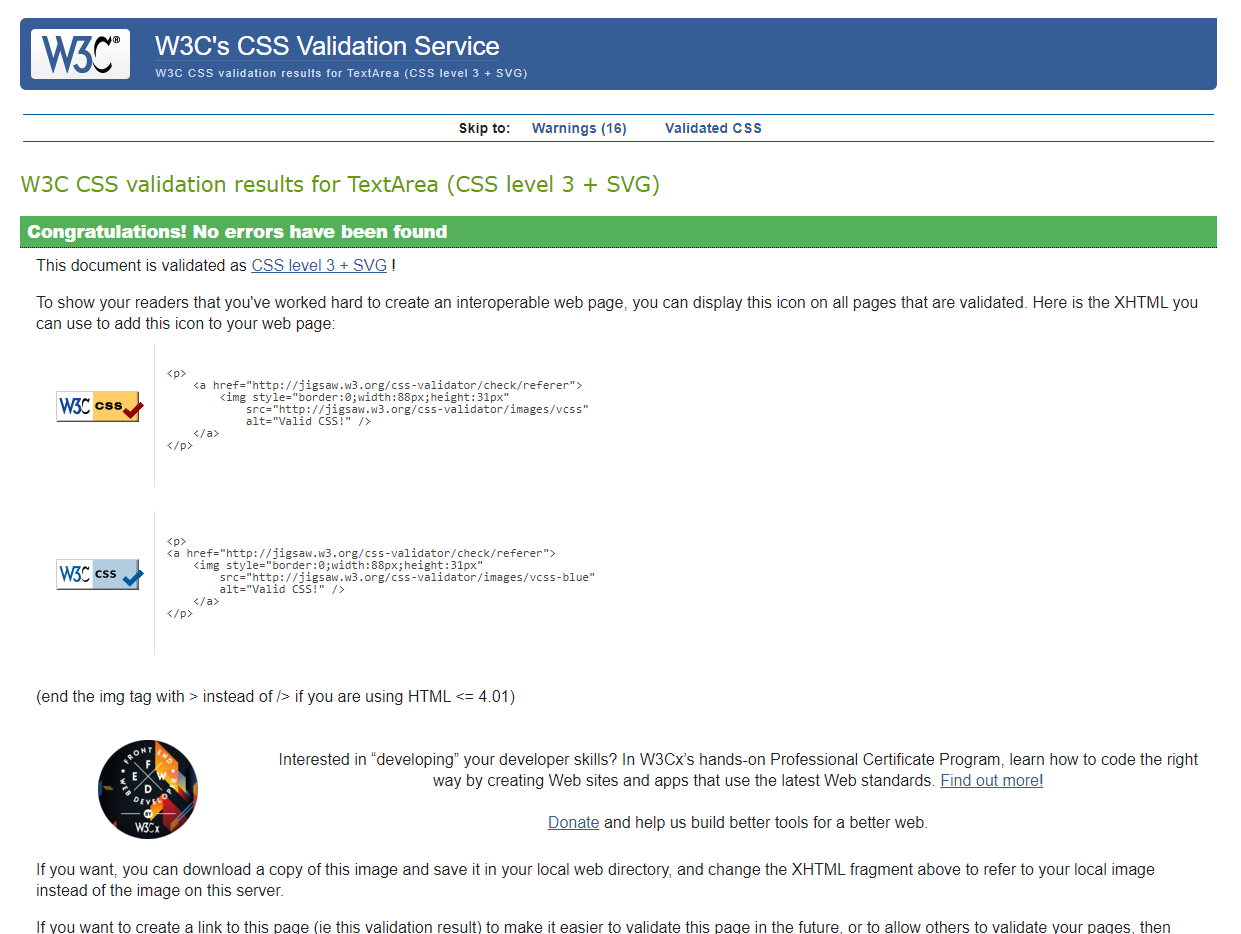 W3C® W3C's CSS Validation Service
W3C CSS validation results for TextArea (CSS level 3 + SVG)
Skip to: Warnings (16) Validated CSS
W3C CSS validation results for TextArea (CSS level 3 + SVG)
Congratulations! No errors have been found
This document is validated as CSS level 3 + SVG !
To show your readers that you've worked hard to create an interoperable web page, you can display this icon on all pages that are validated. Here is the XHTML you
can use to add this icon to your web page:
W3C css
<p>
<a href="http://jigsaw.w3.org/css-validator/check/referer">
<img style="border:0;width:88px;height:31px"
src="http://jigsaw.w3.org/css-validator/images/vcss"
alt="Valid CSS!" />
</a>
</p>
W3C css
<p>
<a href="http://jigsaw.w3.org/css-validator/check/referer">
<img style="border:0;width:88px;height:31px"
src="http://jigsaw.w3.org/css-validator/images/vcss-blue"
alt="Valid CSS!" />
</a>
</p>
(end the img tag with > instead of /> if you are using HTML <= 4.01)
FRONT END
WEB DEVELOPER
E F W D
BY
W3Cx
Interested in “developing” your developer skills? In W3Cx’s hands-on Professional Certificate Program, learn how to code the right
way by creating Web sites and apps that use the latest Web standards. Find out more!
Donate and help us build better tools for a better web.
If you want, you can download a copy of this image and save it in your local web directory, and change the XHTML fragment above to refer to your local image
instead of the image on this server.
If you want to create a link to this page (ie this validation result) to make it easier to validate this page in the future, or to allow others to validate your pages, then